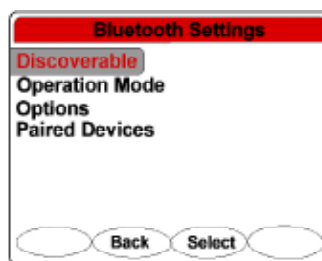 Bluetooth Settings
Discoverable
Operation Mode
Options
Paired Devices
Back Select